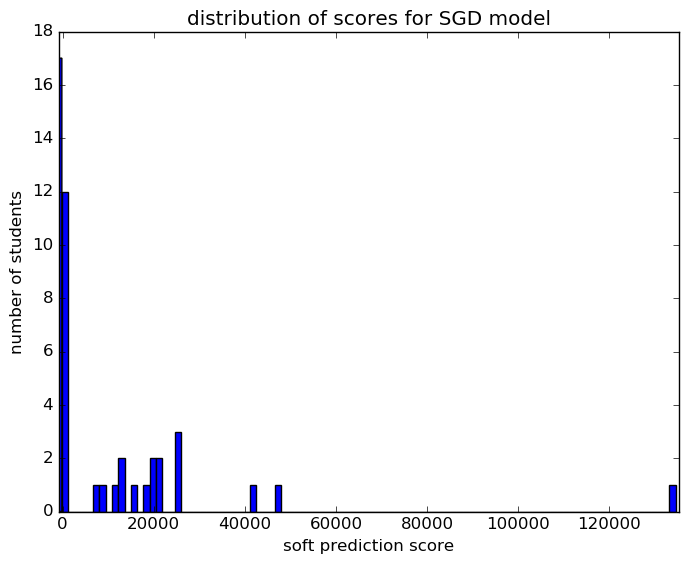 distribution of scores for SGD model
18
16
14
12
10
8
6
4
2
0
number of students
0 20000 40000 60000 80000 100000 120000
soft prediction score